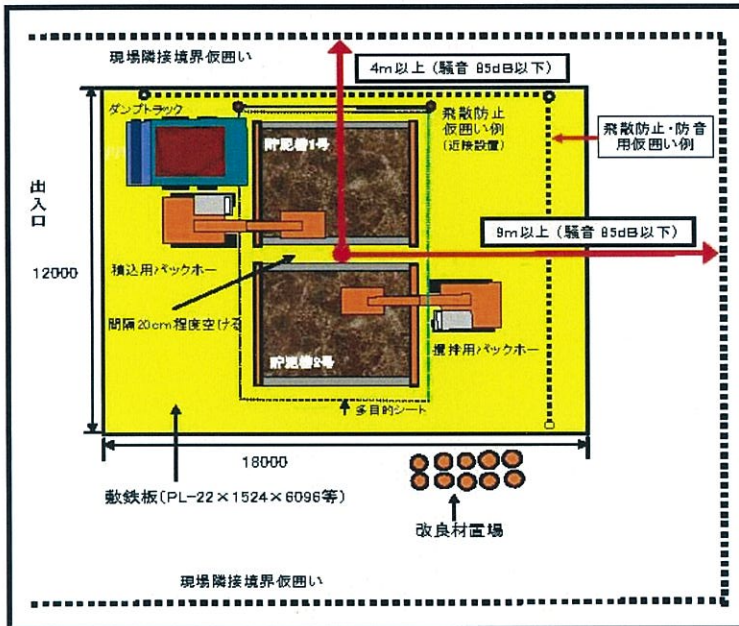 現場隣接境界仮囲い
4m以上（騒音 85dB以下）
ダンプトラック
飛散防止
仮囲い例
（近接設置）
飛散防止・防音
用仮囲い例
貯肥槽1号
出入口
9m以上（騒音 85dB以下）
12000
積込用バックホー
間隔20cm程度空ける
攪拌用バックホー
貯肥槽2号
多目的シート
18000
敷鉄板（PL-22×1524×6096等）
改良材置場
現場隣接境界仮囲い